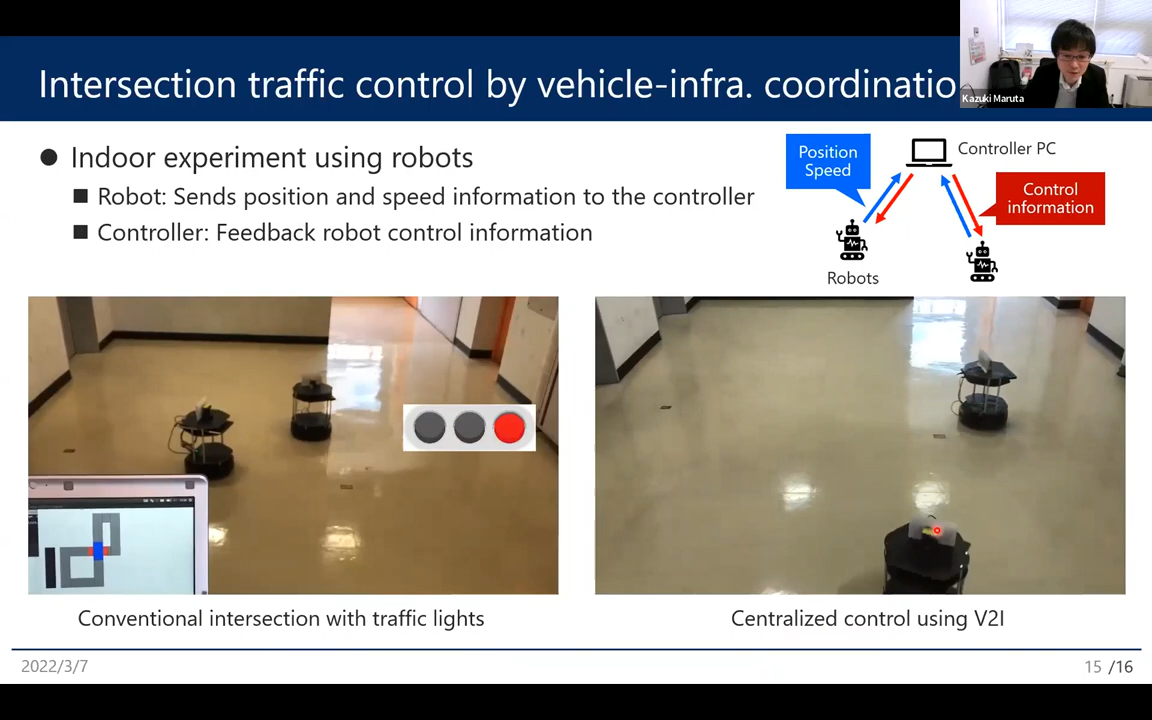 Intersection traffic control by vehicle-infra. coordinatio
Kazuki Maruta
● Indoor experiment using robots
■ Robot: Sends position and speed information to the controller
■ Controller: Feedback robot control information
Position
Speed
Controller PC
Control
information
Robots
Conventional intersection with traffic lights
Centralized control using V2I
2022/3/7
15 /16